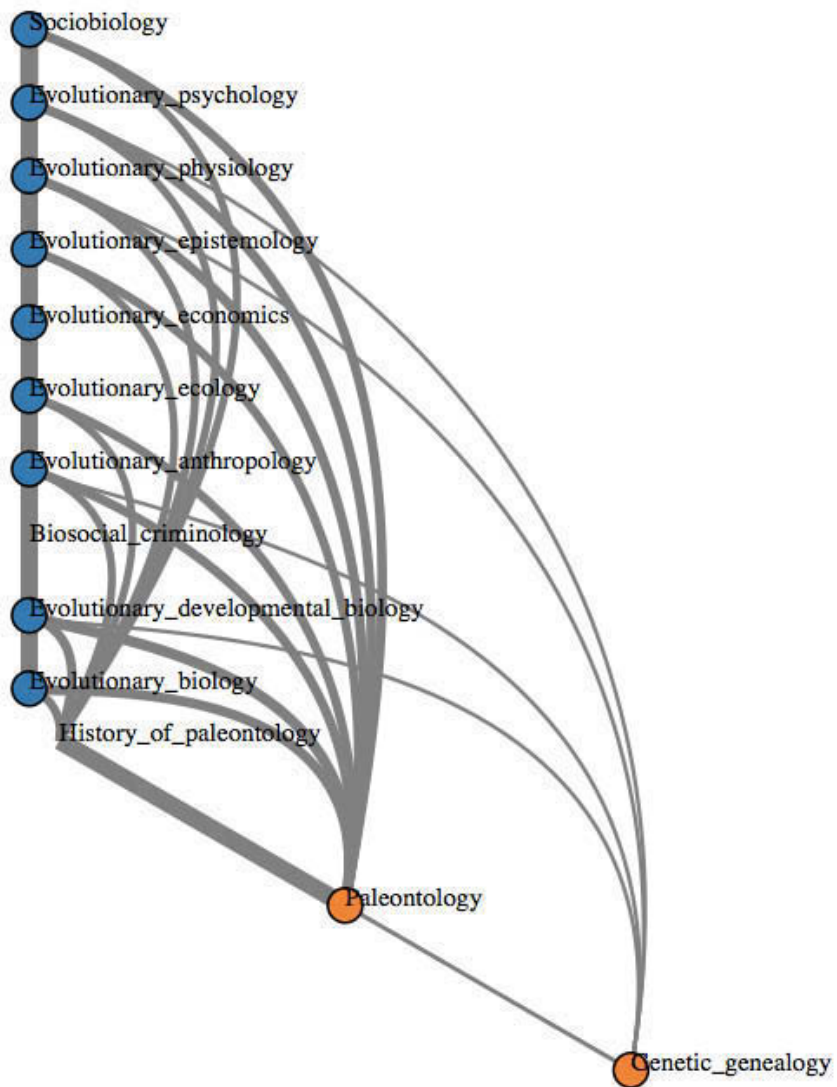 Sociobiology
Evolutionary_psychology
Evolutionary_physiology
Evolutionary_epistemology
Evolutionary_economics
Evolutionary_ecology
Evolutionary_anthropology
Biosocial_criminology
Evolutionary_developmental_biology
Evolutionary_biology
History_of_paleontology
Paleontology
Genetic_genealogy